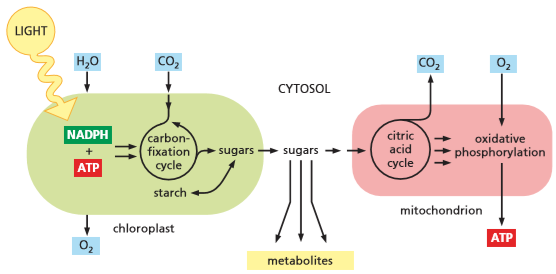 LIGHT
H₂O
CO₂
CYTOSOL
CO₂
O₂
NADPH
+
ATP
carbon-
fixation
cycle
sugars
sugars
starch
citric
acid
cycle
oxidative
phosphorylation
chloroplast
mitochondrion
O₂
ATP
metabolites